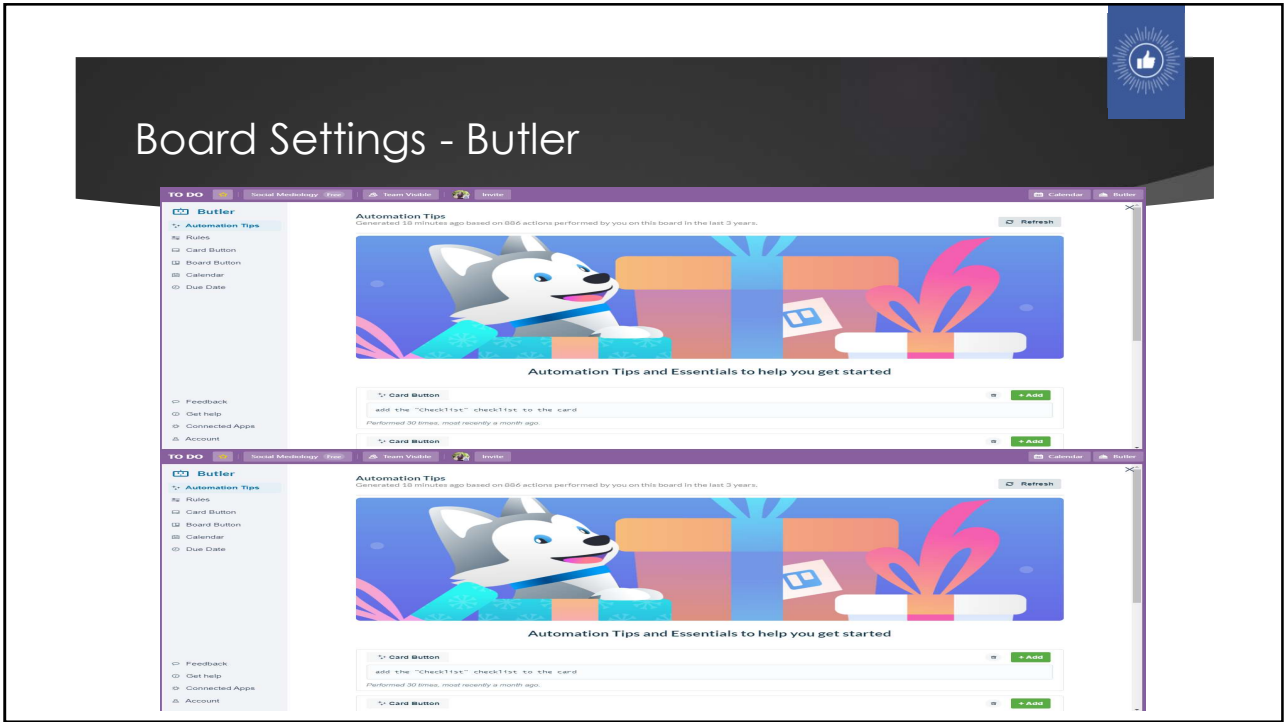 Board Settings - Butler
TO DO Social Mediology Free Team Visible Invite Calendar Butler
Butler
Automation Tips
Rules
Card Button
Board Button
Calendar
Due Date
Feedback
Get help
Connected Apps
Account
Automation Tips
Generated 18 minutes ago based on 886 actions performed by you on this board in the last 3 years.
Refresh
Automation Tips and Essentials to help you get started
Card Button + Add
add the "Checklist" checklist to the card
Performed 30 times, most recently a month ago.
Card Button + Add
TO DO Social Mediology Free Team Visible Invite Calendar Butler
Butler
Automation Tips
Rules
Card Button
Board Button
Calendar
Due Date
Feedback
Get help
Connected Apps
Account
Automation Tips
Generated 18 minutes ago based on 886 actions performed by you on this board in the last 3 years.
Refresh
Automation Tips and Essentials to help you get started
Card Button + Add
add the "Checklist" checklist to the card
Performed 30 times, most recently a month ago.
Card Button + Add